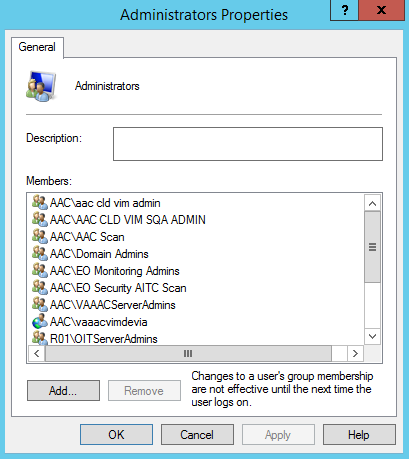 Administrators Properties
?
x
General
Administrators
Description:
Members:
AAC\aac cld vim admin
AAC\AAC CLD VIM SQA ADMIN
AAC\AAC Scan
AAC\Domain Admins
AAC\EO Monitoring Admins
AAC\EO Security AITC Scan
AAC\VAAACServerAdmins
AAC\vaaacvimdevia
R01\OITServerAdmins
Add...
Remove
Changes to a user's group membership
are not effective until the next time the
user logs on.
OK
Cancel
Apply
Help